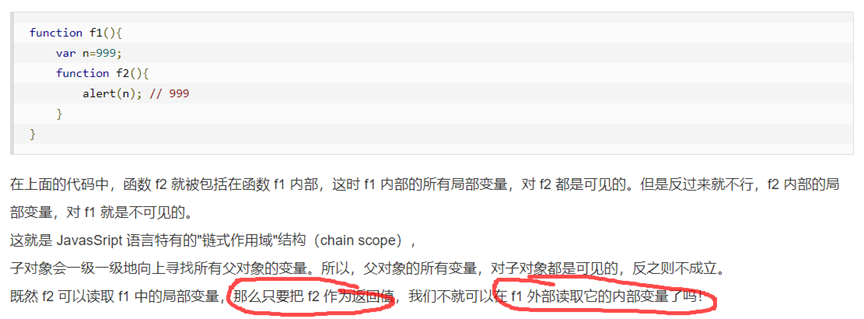 function f1(){
var n=999;
function f2(){
alert(n); // 999
}
}
在上面的代码中，函数 f2 就被包括在函数 f1 内部，这时 f1 内部的所有局部变量，对 f2 都是可见的。但是反过来就不行，f2 内部的局
部变量，对 f1 就是不可见的。
这就是 JavasSript 语言特有的"链式作用域"结构（chain scope），
子对象会一级一级地向上寻找所有父对象的变量。所以，父对象的所有变量，对子对象都是可见的，反之则不成立。
既然 f2 可以读取 f1 中的局部变量，那么只要把 f2 作为返回值，我们不就可以在 f1 外部读取它的内部变量了吗！